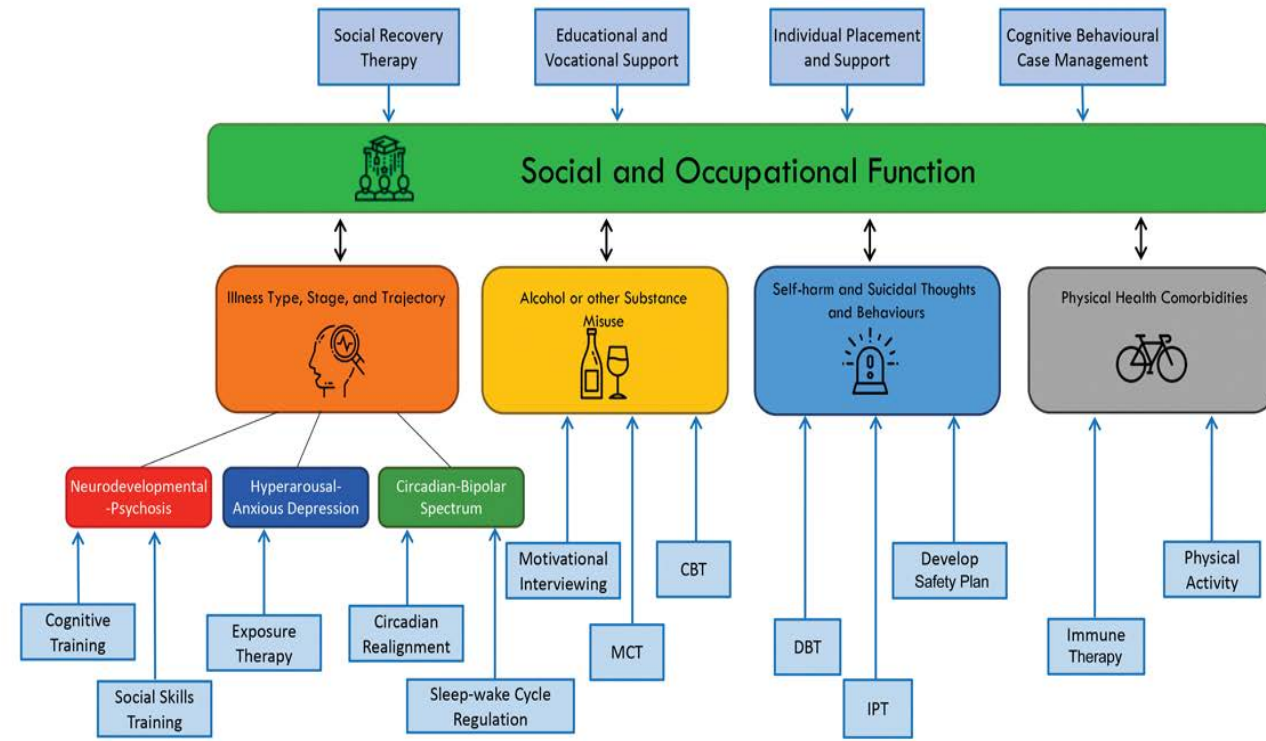 Social Recovery
Therapy
Educational and
Vocational Support
Individual Placement
and Support
Cognitive Behavioural
Case Management
Social and Occupational Function
Illness Type, Stage, and Trajectory
Alcohol or other Substance
Misuse
Self-harm and Suicidal Thoughts
and Behaviours
Physical Health Comorbidities
Neurodevelopmental
-Psychosis
Hyperarousal-
Anxious Depression
Circadian-Bipolar
Spectrum
Cognitive
Training
Social Skills
Training
Exposure
Therapy
Circadian
Realignment
Sleep-wake Cycle
Regulation
Motivational
Interviewing
MCT
CBT
DBT
IPT
Develop
Safety Plan
Immune
Therapy
Physical
Activity